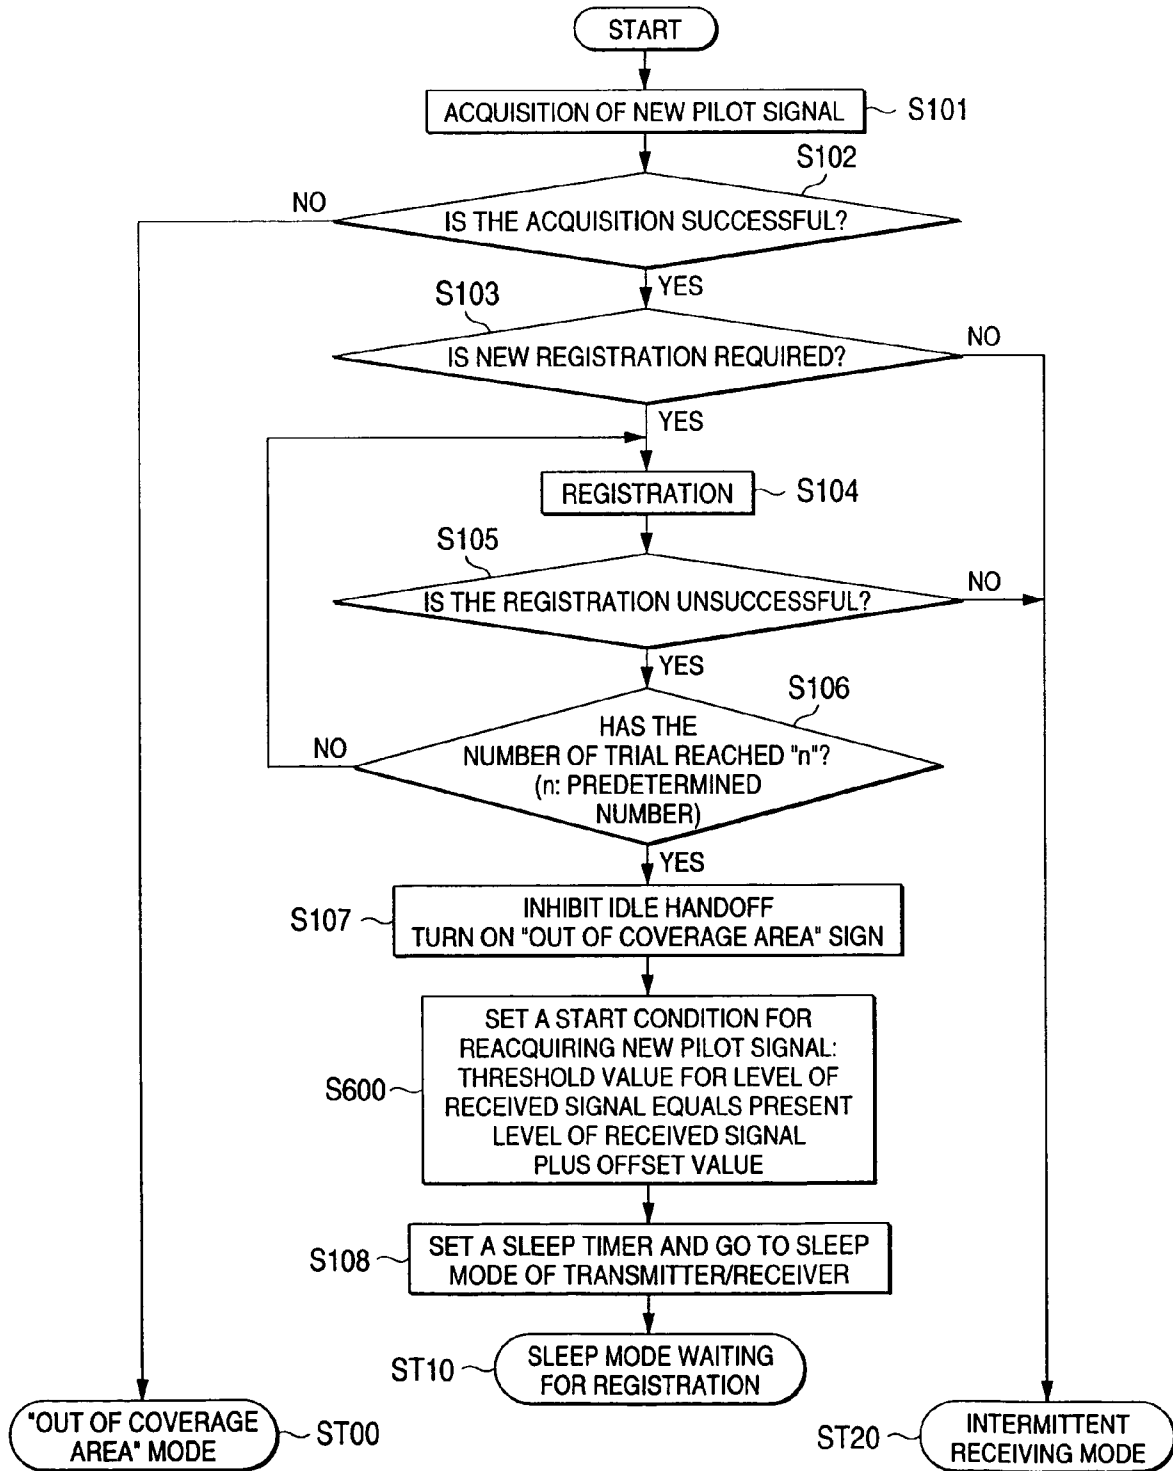 START
ACQUISITION OF NEW PILOT SIGNAL
S101
S102
NO
IS THE ACQUISITION SUCCESSFUL?
YES
S103
NO
IS NEW REGISTRATION REQUIRED?
YES
REGISTRATION
S104
S105
NO
IS THE REGISTRATION UNSUCCESSFUL?
YES
S106
HAS THE
NO
NUMBER OF TRIAL REACHED "n"?
(n: PREDETERMINED
NUMBER)
YES
S107
INHIBIT IDLE HANDOFF
TURN ON "OUT OF COVERAGE AREA" SIGN
SET A START CONDITION FOR
REACQUIRING NEW PILOT SIGNAL:
S600
THRESHOLD VALUE FOR LEVEL OF
RECEIVED SIGNAL EQUALS PRESENT
LEVEL OF RECEIVED SIGNAL
PLUS OFFSET VALUE
S108
SET A SLEEP TIMER AND GO TO SLEEP
MODE OF TRANSMITTER/RECEIVER
ST10
SLEEP MODE WAITING
FOR REGISTRATION
"OUT OF COVERAGE
AREA" MODE
ST00
ST20
INTERMITTENT
RECEIVING MODE